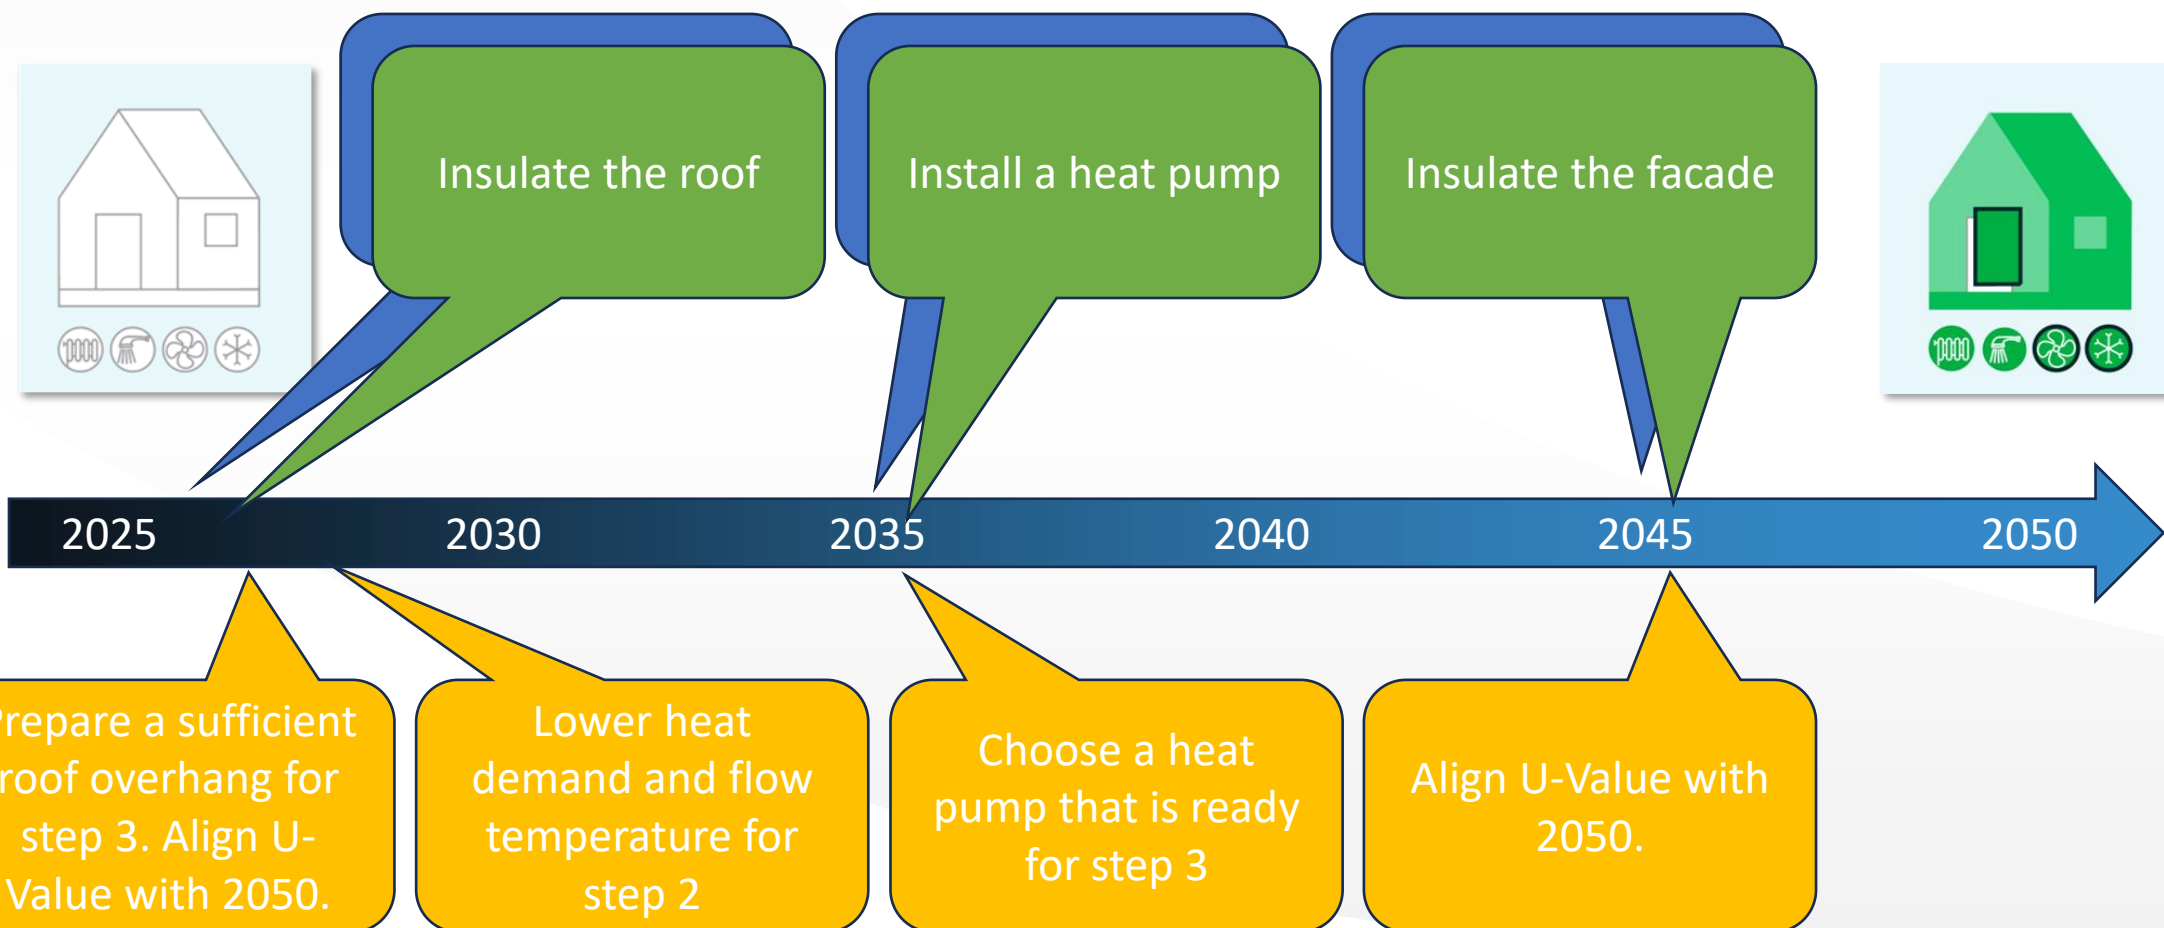 Insulate the roof
Install a heat pump
Insulate the facade
2025
2030
2035
2040
2045
2050
Prepare a sufficient
roof overhang for
step 3. Align U-
Value with 2050.
Lower heat
demand and flow
temperature for
step 2
Choose a heat
pump that is ready
for step 3
Align U-Value with
2050.